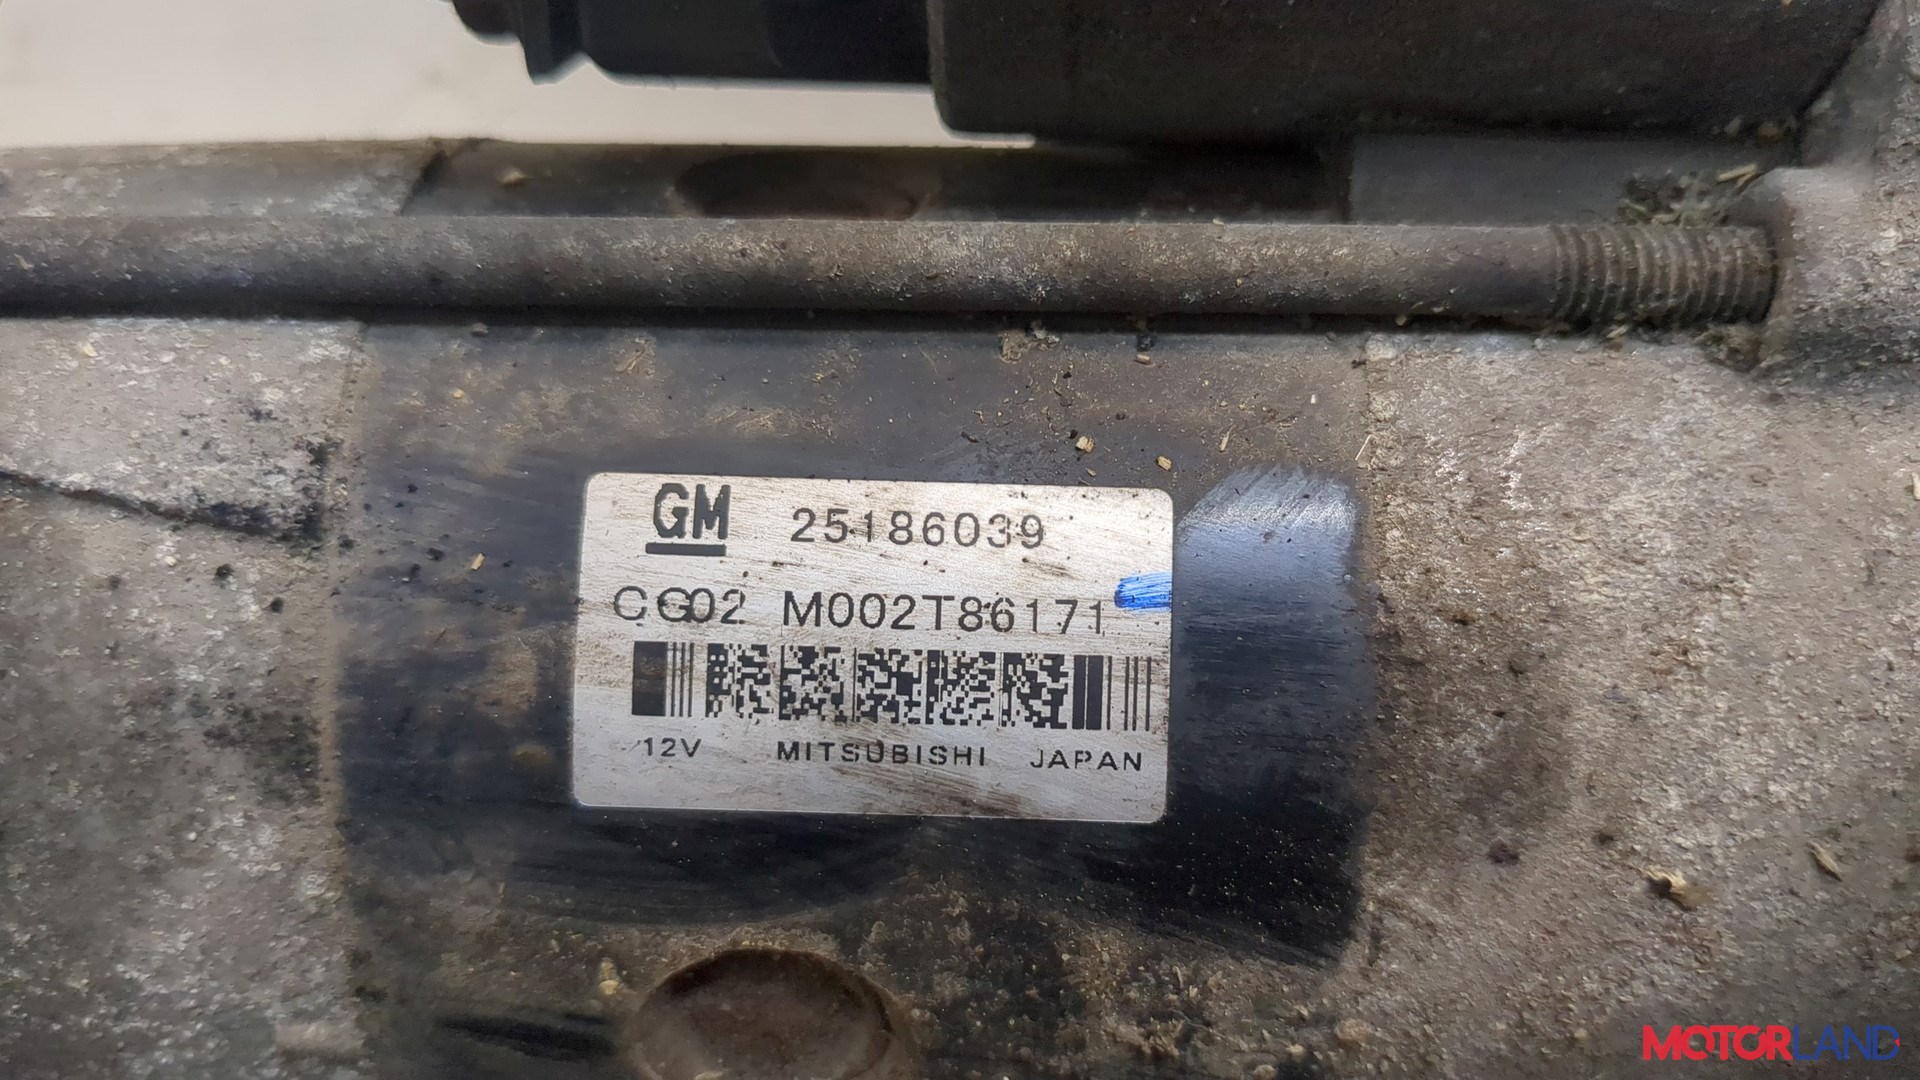 GM 25186039
CG02 M002T86171
12V MITSUBISHI JAPAN
MOTORLAND